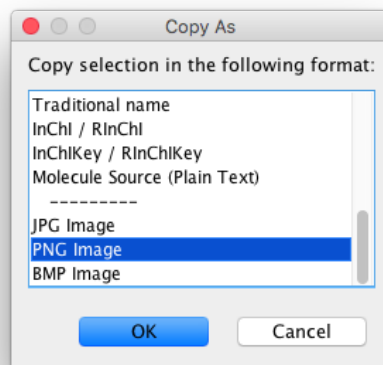 Copy As
Copy selection in the following format:
Traditional name
InChI / RInChI
InChIKey / RInChIKey
Molecule Source (Plain Text)
---------
JPG Image
PNG Image
BMP Image
OK
Cancel